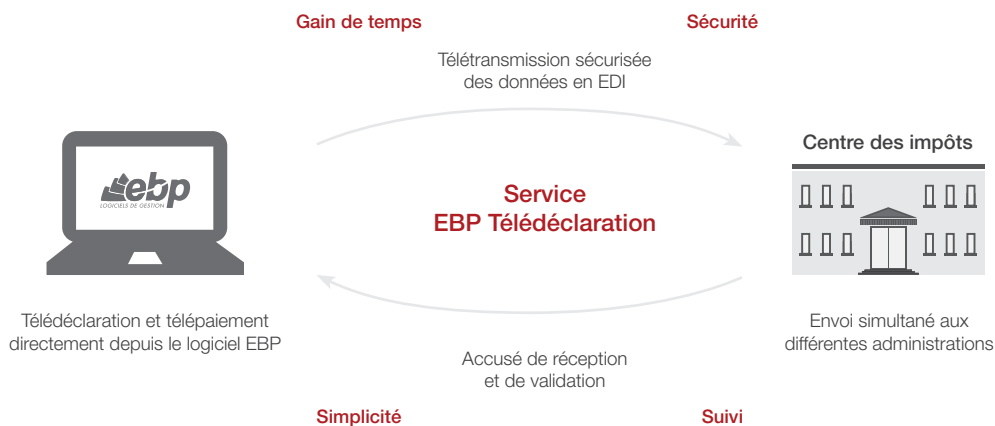 Gain de temps
Sécurité
Télétransmission sécurisée
des données en EDI
Centre des impôts
ebp
LOGICIELS DE GESTION
Service
EBP Télédéclaration
Télédéclaration et télépaiement
directement depuis le logiciel EBP
Envoi simultané aux
différentes administrations
Accusé de réception
et de validation
Simplicité
Suivi